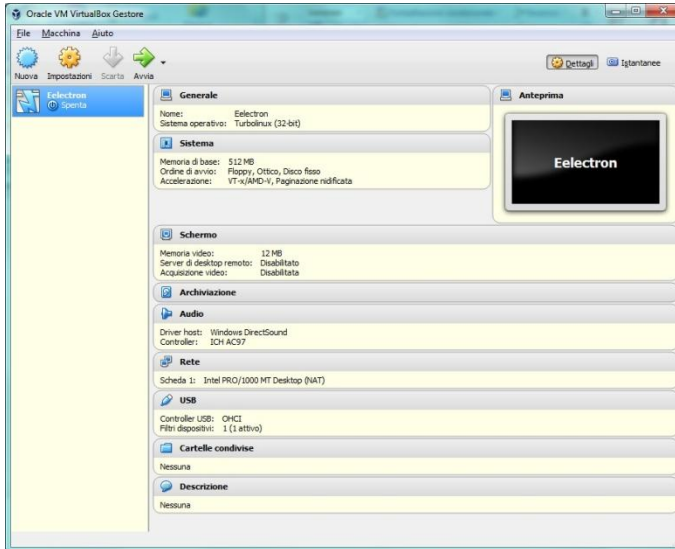 Oracle VM VirtualBox Gestore
File Macchina Aiuto
Nuova Impostazioni Scarta Avvia
Dettagli Istantanee
Eelectron
Spenta
Generale
Nome: Eelectron
Sistema operativo: Turbolinux (32-bit)
Anteprima
Eelectron
Sistema
Memoria di base: 512 MB
Ordine di avvio: Floppy, Ottico, Disco fisso
Accelerazione: VT-x/AMD-V, Paginazione nidificata
Schermo
Memoria video: 12 MB
Server di desktop remoto: Disabilitato
Acquisizione video: Disabilitata
Archiviazione
Audio
Driver host: Windows DirectSound
Controller: ICH AC97
Rete
Scheda 1: Intel PRO/1000 MT Desktop (NAT)
USB
Controller USB: OHCI
Filtri dispositivi: 1 (1 attivo)
Cartelle condivise
Nessuna
Descrizione
Nessuna